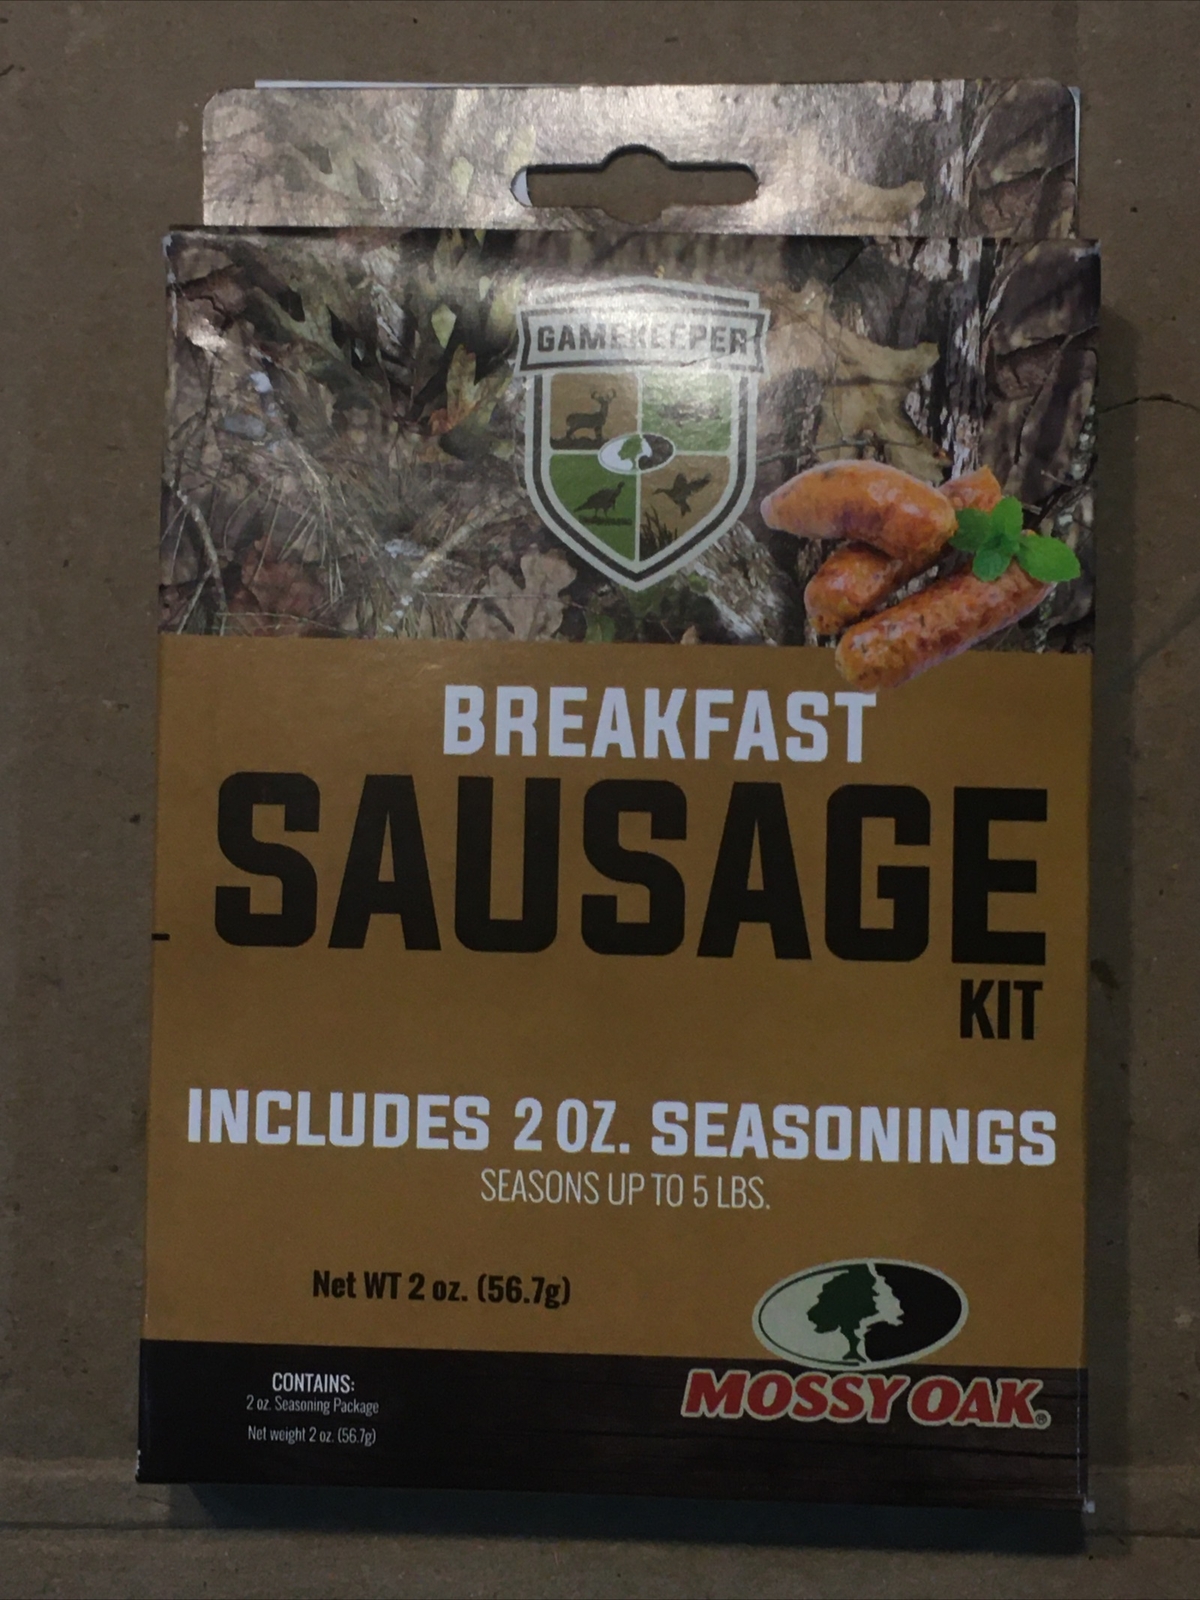 GAMEKEEPER
BREAKFAST
SAUSAGE
KIT
INCLUDES 2 OZ. SEASONINGS
SEASONS UP TO 5 LBS.
Net WT 2 oz. (56.7g)
CONTAINS:
2 oz. Seasoning Package
Net weight 2 oz. (56.7g)
MOSSY OAK®